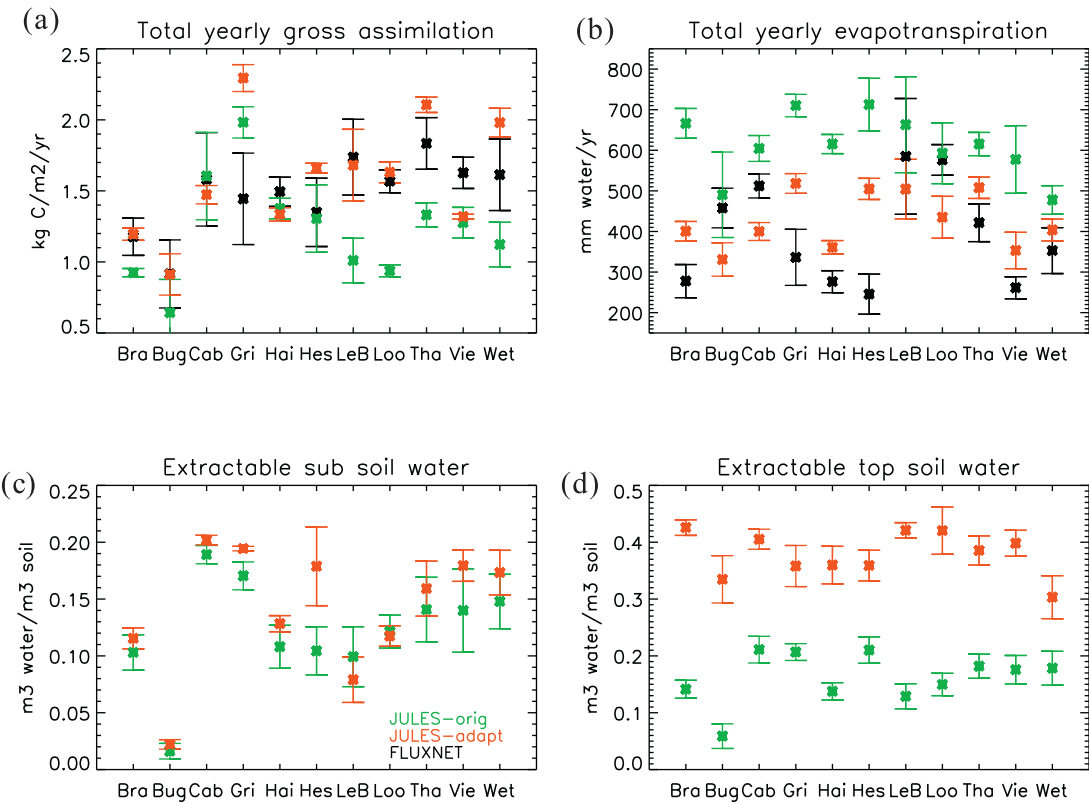 (a)
Total yearly gross assimilation
kg C/m2/yr
2.5
2.0
1.5
1.0
0.5
Bra Bug Cab Gri Hai Hes LeB Loo Tha Vie Wet
(b)
Total yearly evapotranspiration
mm water/yr
800
700
600
500
400
300
200
Bra Bug Cab Gri Hai Hes LeB Loo Tha Vie Wet
(c)
Extractable sub soil water
m3 water/m3 soil
0.25
0.20
0.15
0.10
0.05
0.00
JULES-orig
JULES-adapt
FLUXNET
Bra Bug Cab Gri Hai Hes LeB Loo Tha Vie Wet
(d)
Extractable top soil water
m3 water/m3 soil
0.5
0.4
0.3
0.2
0.1
0.0
Bra Bug Cab Gri Hai Hes LeB Loo Tha Vie Wet